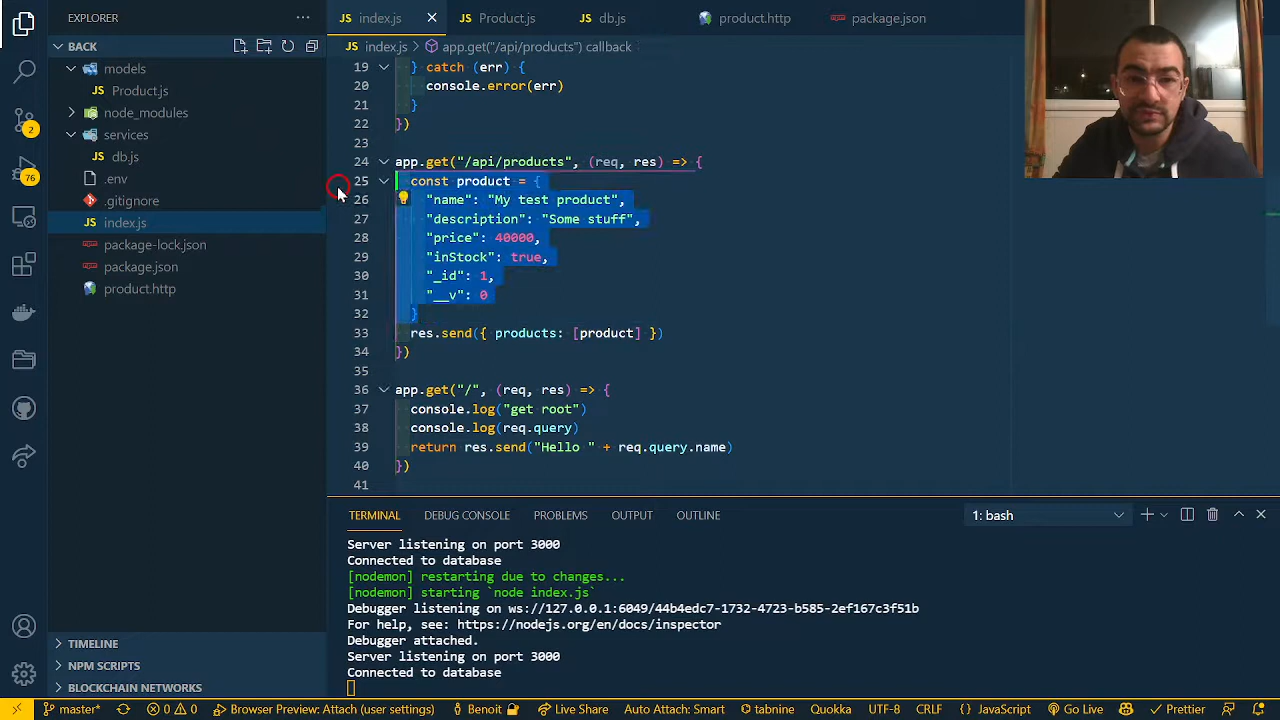 EXPLORER
BACK
models
Product.js
node_modules
services
db.js
.env
.gitignore
JS index.js
package-lock.json
package.json
product.http
TIMELINE
NPM SCRIPTS
BLOCKCHAIN NETWORKS
2
76
JS index.js
JS Product.js
JS db.js
product.http
package.json
JS index.js > app.get("/api/products") callback
19 } catch (err) {
20 console.error(err)
21 }
22 })
23
24 app.get("/api/products", (req, res) => {
25 const product = {
26 "name": "My test product",
27 "description": "Some stuff",
28 "price": 40000,
29 "inStock": true,
30 "_id": 1,
31 "__v": 0
32 }
33 res.send({ products: [product] })
34 })
35
36 app.get("/", (req, res) => {
37 console.log("get root")
38 console.log(req.query)
39 return res.send("Hello " + req.query.name)
40 })
41
TERMINAL DEBUG CONSOLE PROBLEMS OUTPUT OUTLINE 1: bash
Server listening on port 3000
Connected to database
[nodemon] restarting due to changes...
[nodemon] starting `node index.js`
Debugger listening on ws://127.0.0.1:6049/44b4edc7-1732-4723-b585-2ef167c3f51b
For help, see: https://nodejs.org/en/docs/inspector
Debugger attached.
Server listening on port 3000
Connected to database
master* 0 0 Browser Preview: Attach (user settings) Benoit Live Share Auto Attach: Smart tabnine Quokka UTF-8 CRLF {} JavaScript Go Live Prettier